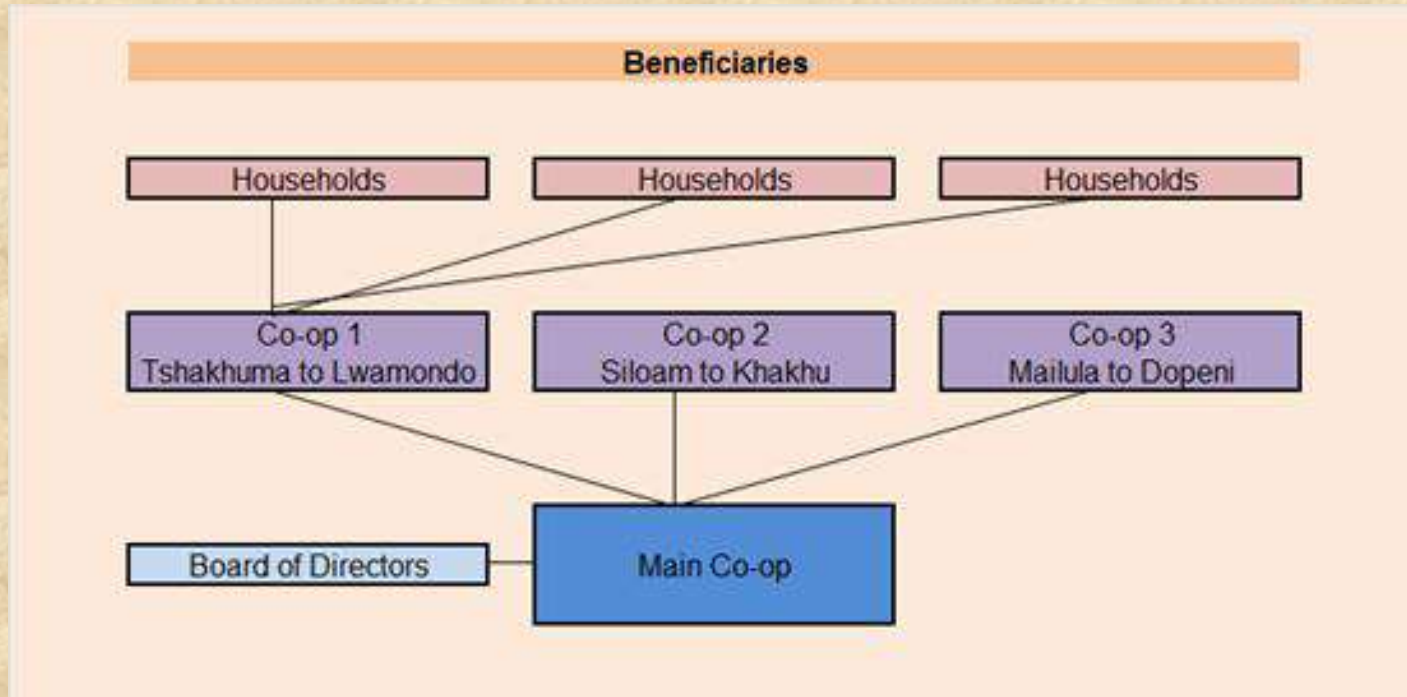 Beneficiaries
Households
Households
Households
Co-op 1
Tshakhuma to Lwamondo
Co-op 2
Siloam to Khakhu
Co-op 3
Mailula to Dopeni
Board of Directors
Main Co-op